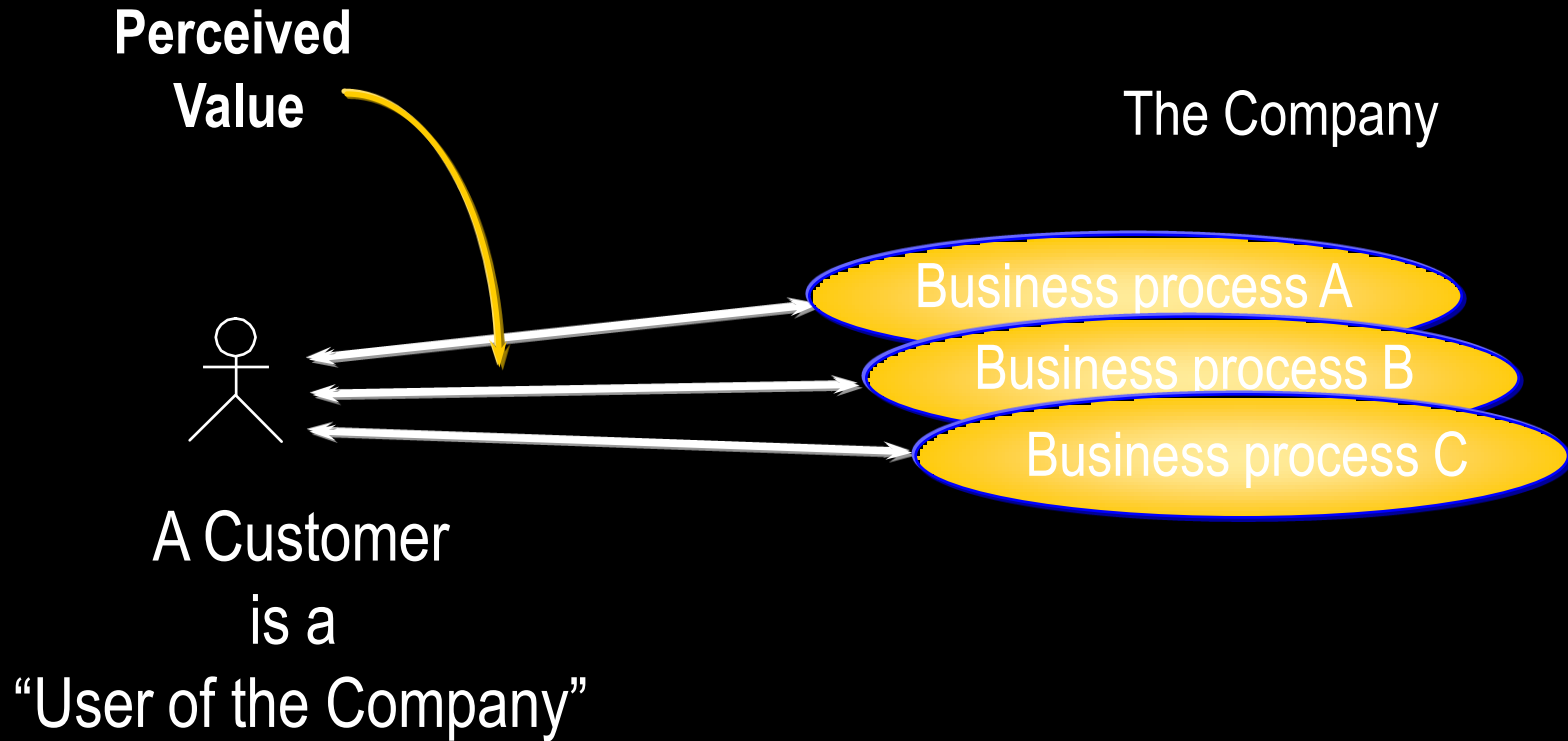 Perceived
Value
The Company
Business process A
Business process B
Business process C
A Customer
is a
“User of the Company”